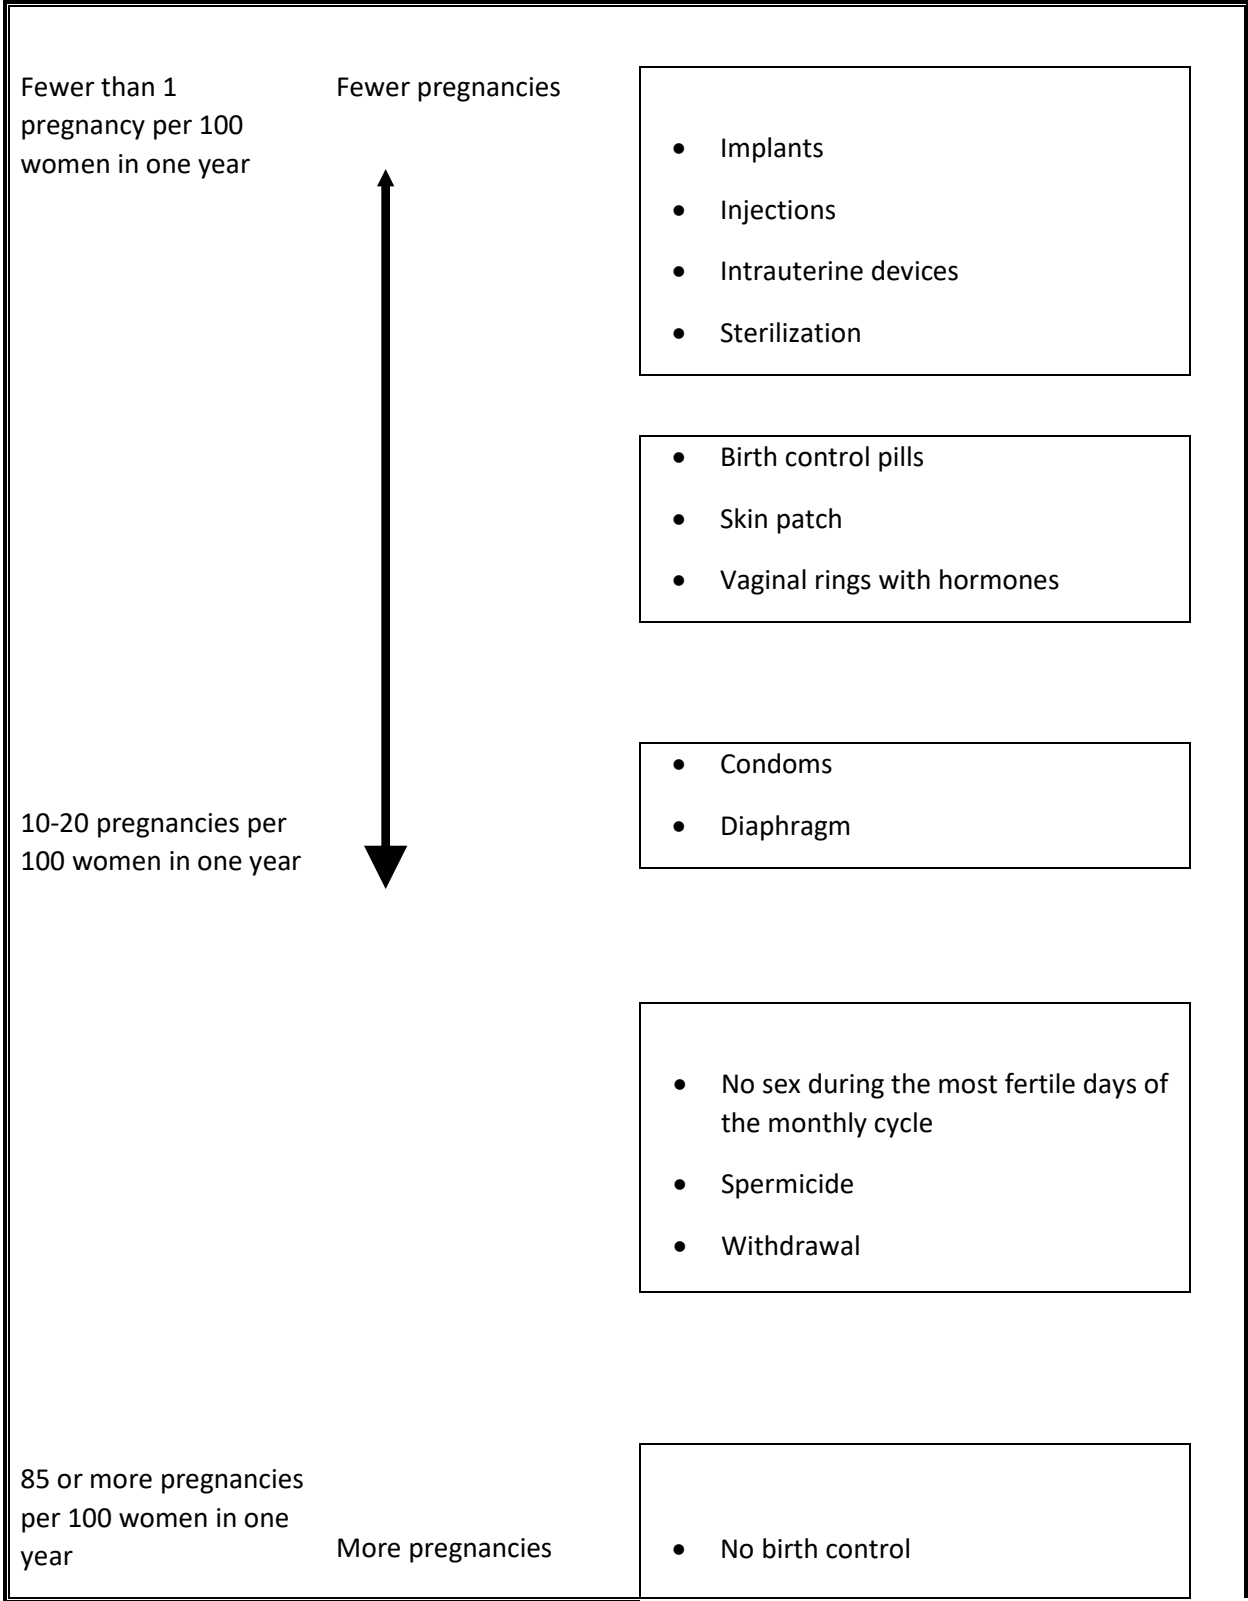 Fewer than 1
pregnancy per 100
women in one year
Fewer pregnancies
• Implants
• Injections
• Intrauterine devices
• Sterilization
• Birth control pills
• Skin patch
• Vaginal rings with hormones
• Condoms
• Diaphragm
10-20 pregnancies per
100 women in one year
• No sex during the most fertile days of
the monthly cycle
• Spermicide
• Withdrawal
85 or more pregnancies
per 100 women in one
year
More pregnancies
• No birth control